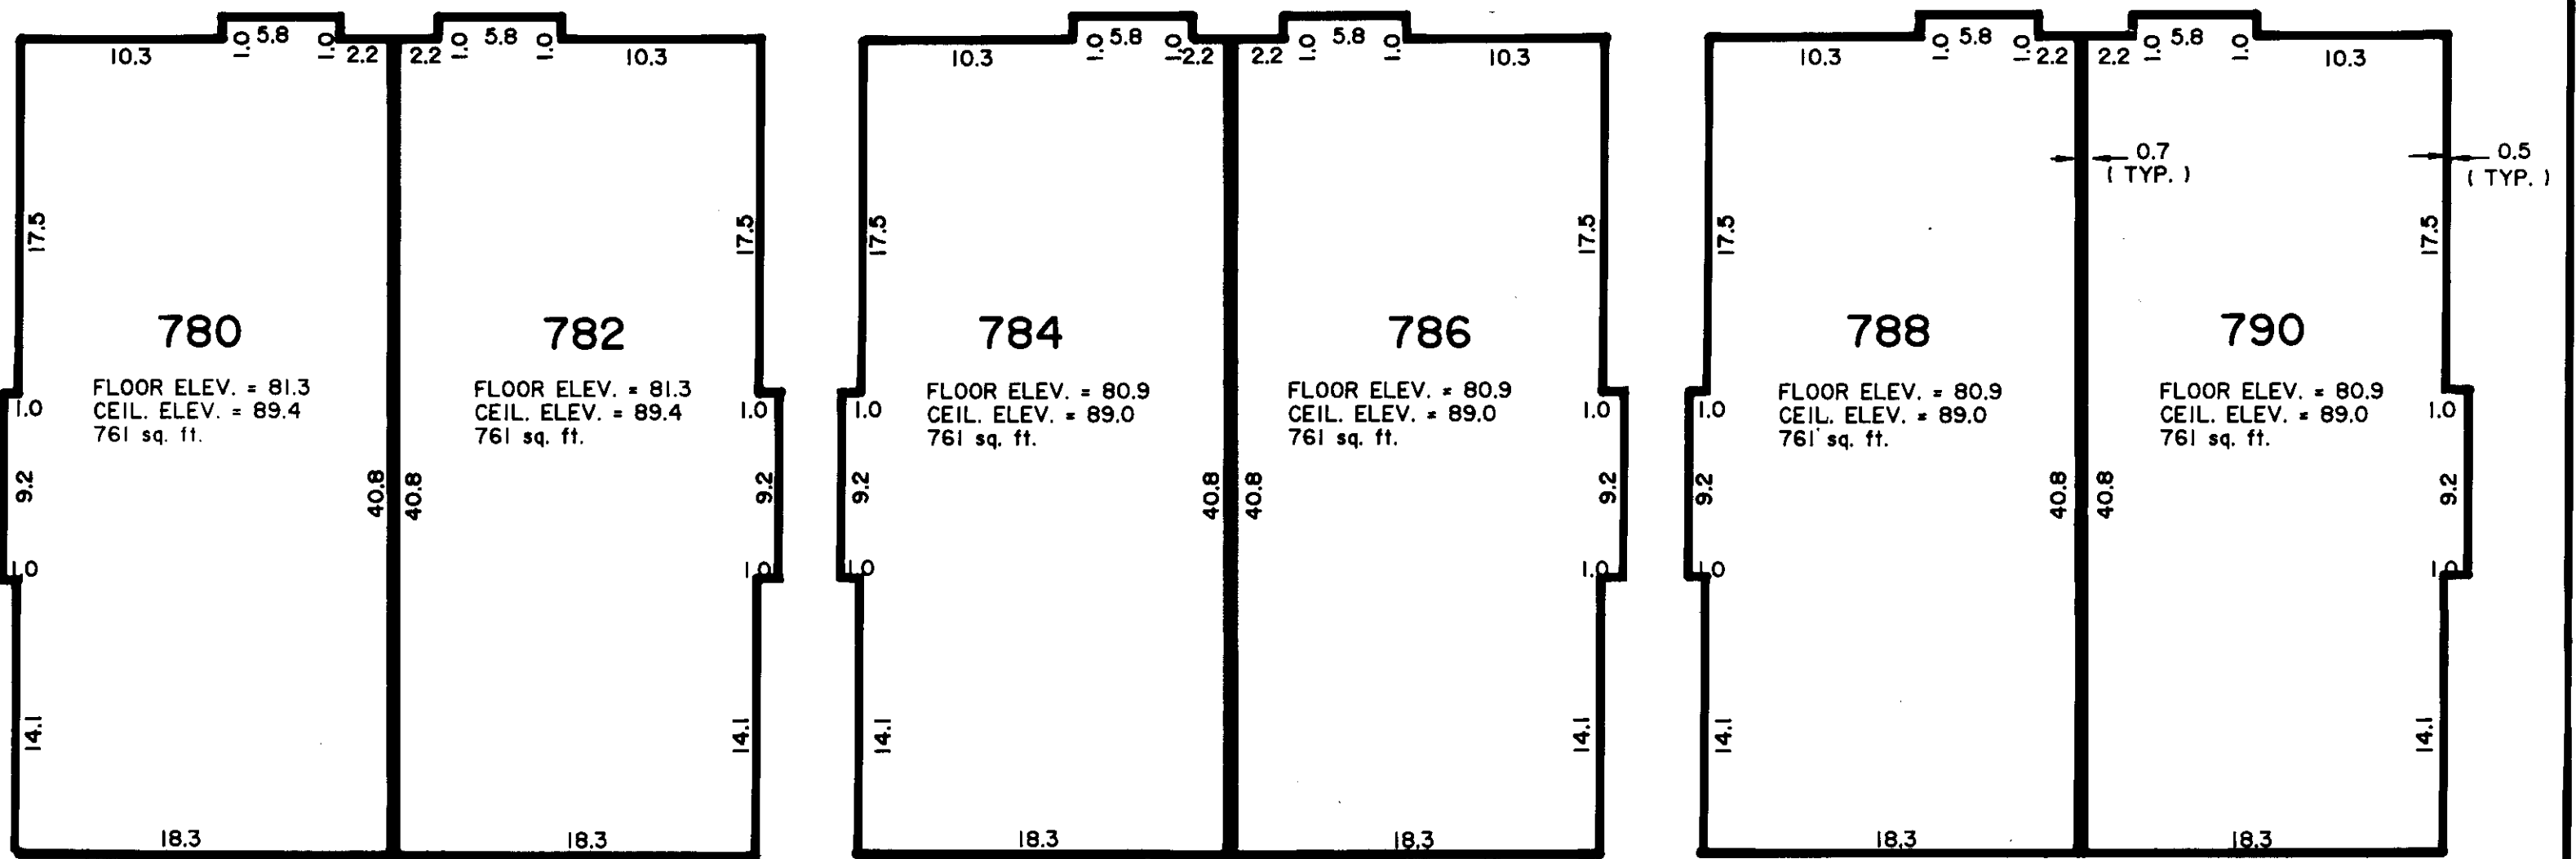 10.3 1.0 5.8 1.0 2.2 2.2 1.0 5.8 1.0 10.3
17.5 17.5
780 782
FLOOR ELEV. = 81.3
CEIL. ELEV. = 89.4
761 sq. ft.
FLOOR ELEV. = 81.3
CEIL. ELEV. = 89.4
761 sq. ft.
1.0 1.0
9.2 40.8 40.8 9.2
1.0 1.0
14.1 14.1
18.3 18.3
10.3 1.0 5.8 1.0 2.2 2.2 1.0 5.8 1.0 10.3
17.5 17.5
784 786
FLOOR ELEV. = 80.9
CEIL. ELEV. = 89.0
761 sq. ft.
FLOOR ELEV. = 80.9
CEIL. ELEV. = 89.0
761 sq. ft.
1.0 1.0
9.2 40.8 40.8 9.2
1.0 1.0
14.1 14.1
18.3 18.3
10.3 1.0 5.8 1.0 2.2 2.2 1.0 5.8 1.0 10.3
0.7
( TYP. )
0.5
( TYP. )
17.5 17.5
788 790
FLOOR ELEV. = 80.9
CEIL. ELEV. = 89.0
761 sq. ft.
FLOOR ELEV. = 80.9
CEIL. ELEV. = 89.0
761 sq. ft.
1.0 1.0
9.2 40.8 40.8 9.2
1.0 1.0
14.1 14.1
18.3 18.3